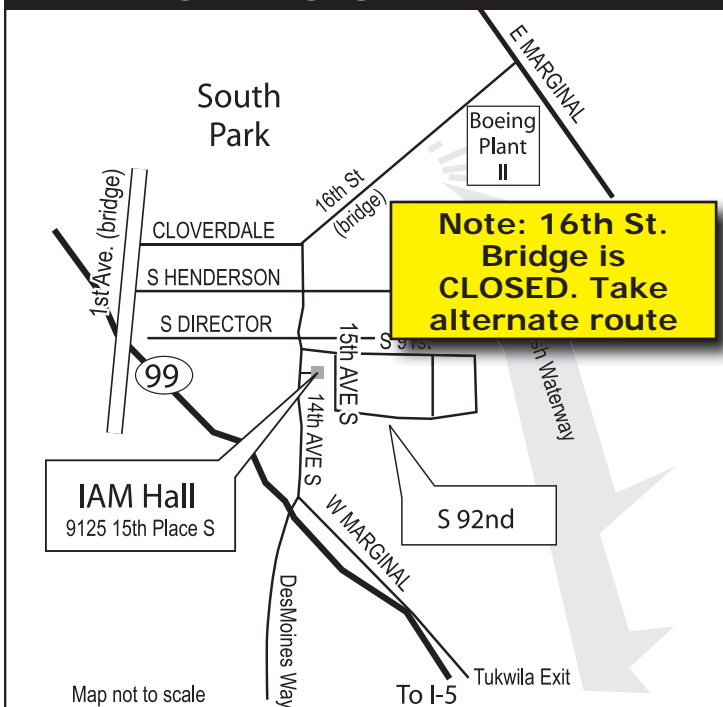 E MARGINAL
South
Park
Boeing
Plant
II
16th St
(bridge)
1st Ave. (bridge)
CLOVERDALE
Note: 16th St.
Bridge is
CLOSED. Take
alternate route
S HENDERSON
S DIRECTOR
S 91st
15th AVE S
Waterway
99
14th AVE S
IAM Hall
9125 15th Place S
S 92nd
W MARGINAL
DesMoines Way
Map not to scale
To I-5
Tukwila Exit